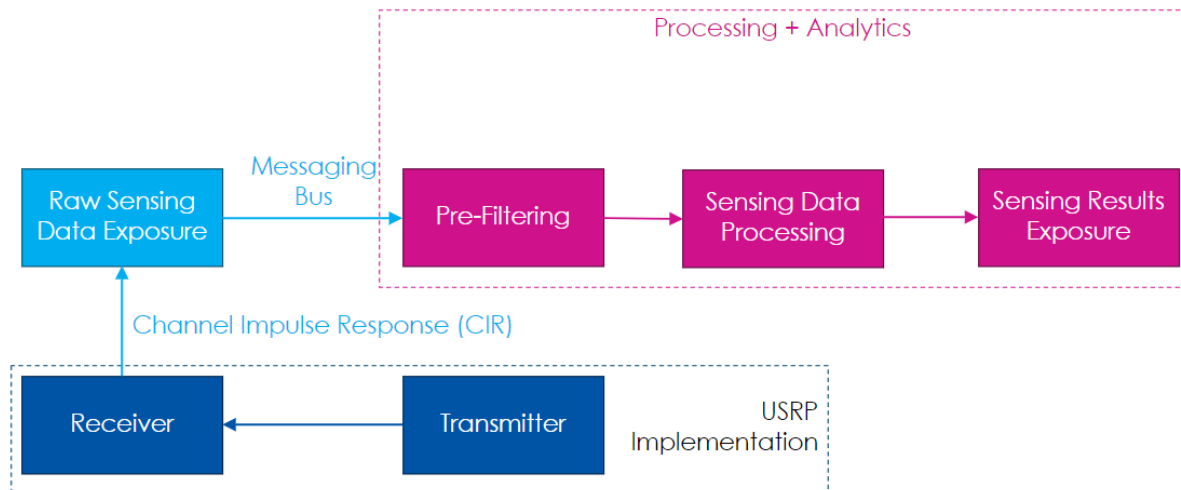 Processing + Analytics
Messaging
Bus
Raw Sensing
Data Exposure
Pre-Filtering
Sensing Data
Processing
Sensing Results
Exposure
Channel Impulse Response (CIR)
Receiver
Transmitter
USRP
Implementation